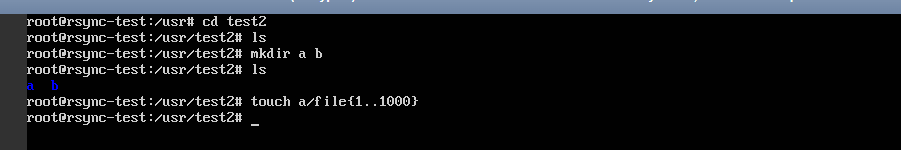 root@rsync-test:/usr# cd test2
root@rsync-test:/usr/test2# ls
root@rsync-test:/usr/test2# mkdir a b
root@rsync-test:/usr/test2# ls
a b
root@rsync-test:/usr/test2# touch a/file{1..1000}
root@rsync-test:/usr/test2# _